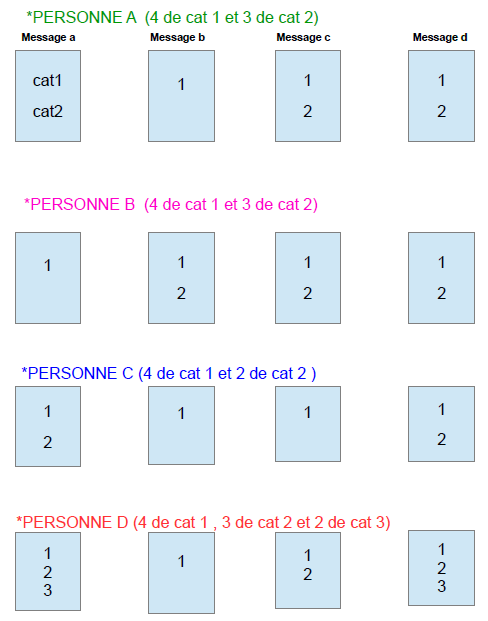 *PERSONNE A (4 de cat 1 et 3 de cat 2)
Message a Message b Message c Message d
cat1 1 1 1
cat2 2 2
*PERSONNE B (4 de cat 1 et 3 de cat 2)
1 1 1 1
2 2 2
*PERSONNE C (4 de cat 1 et 2 de cat 2 )
1 1 1 1
2 2
*PERSONNE D (4 de cat 1 , 3 de cat 2 et 2 de cat 3)
1 1 1 1
2 2 2
3 3